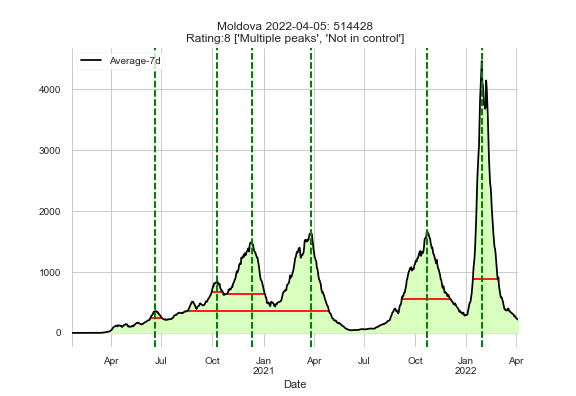 Moldova 2022-04-05: 514428
Rating:8 ['Multiple peaks', 'Not in control']
Average-7d
4000
3000
2000
1000
0
Apr Jul Oct Jan Apr Jul Oct Jan Apr
2021 2022
Date